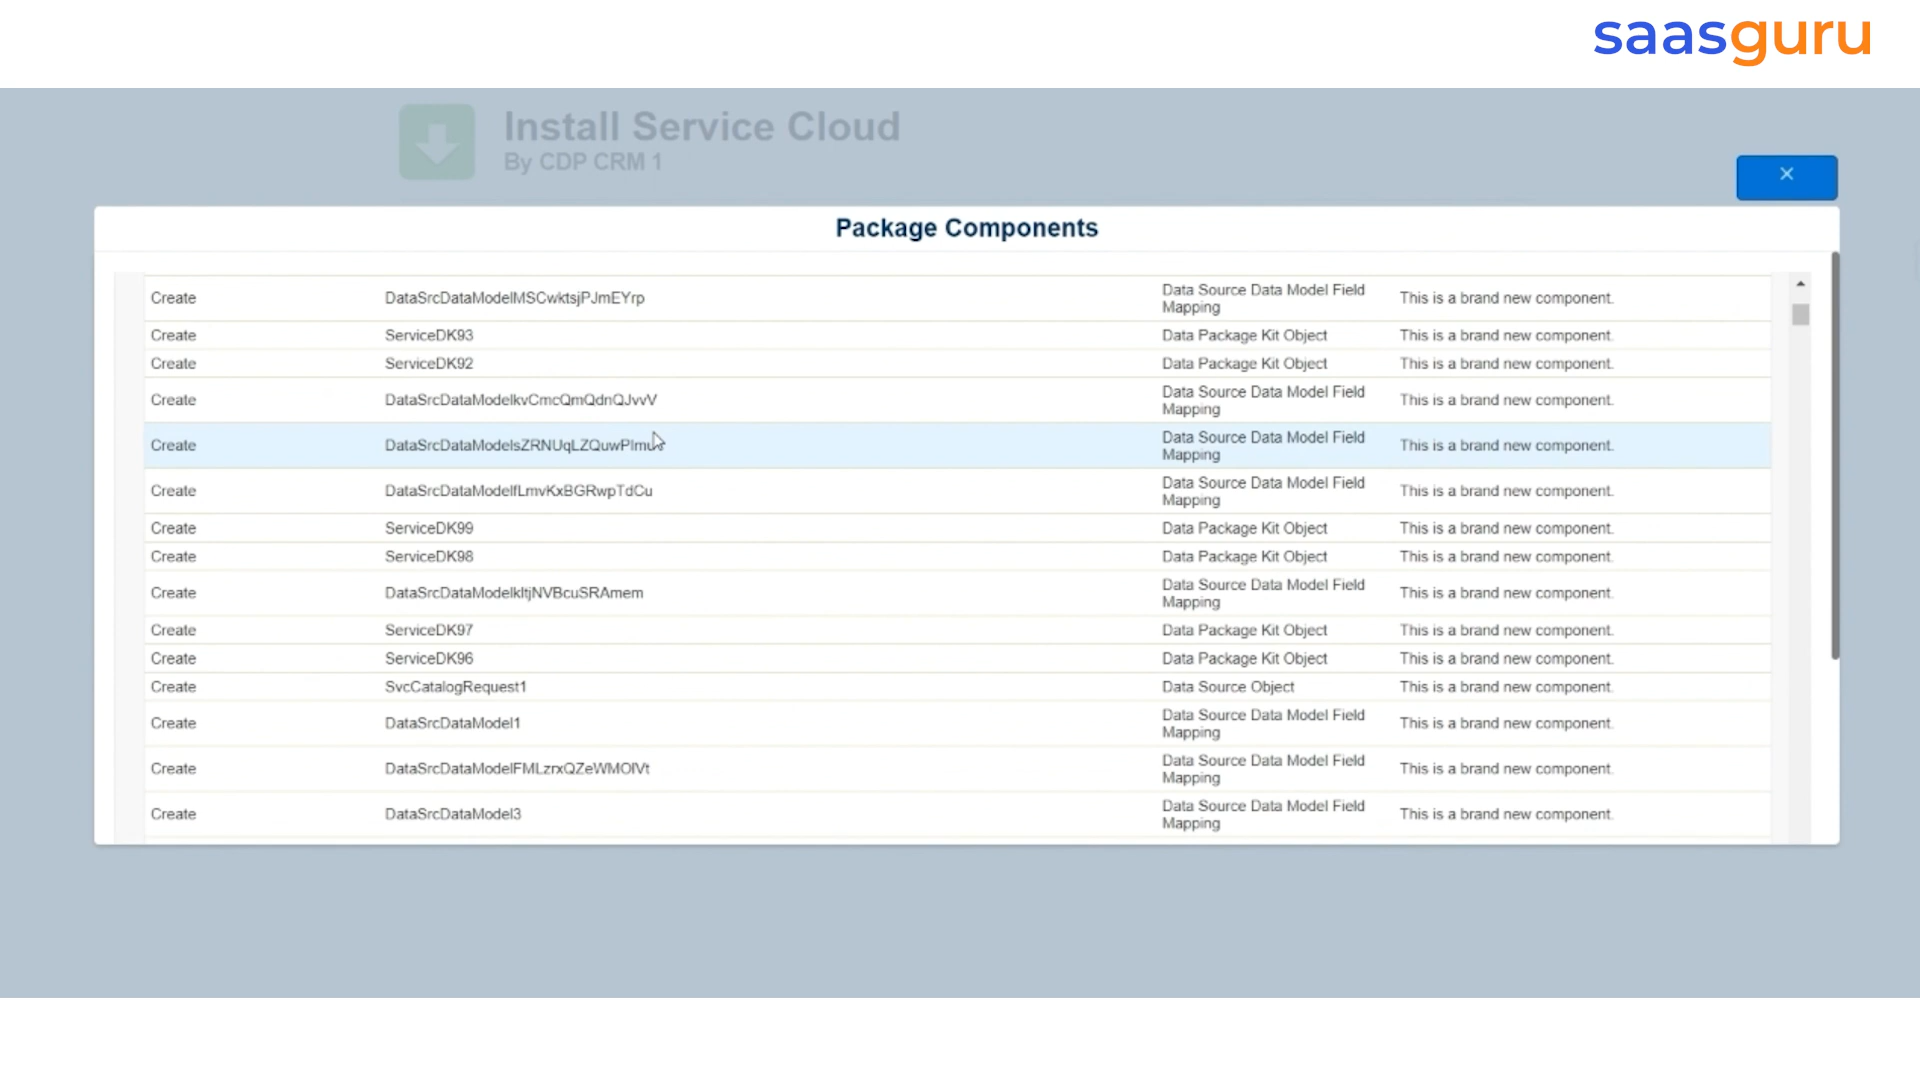 saasguru
Install Service Cloud
By CDP CRM 1
×
Package Components
Create DataSrcDataModelMSCwktsjPJmEYrp Data Source Data Model Field Mapping This is a brand new component.
Create ServiceDK93 Data Package Kit Object This is a brand new component.
Create ServiceDK92 Data Package Kit Object This is a brand new component.
Create DataSrcDataModelkvCmcQmQdnQJvvV Data Source Data Model Field Mapping This is a brand new component.
Create Data Source Data Model Field Mapping This is a brand new component.
Create DataSrcDataModelfLmvKxBGRwpTdCu Data Source Data Model Field Mapping This is a brand new component.
Create ServiceDK99 Data Package Kit Object This is a brand new component.
Create ServiceDK98 Data Package Kit Object This is a brand new component.
Create DataSrcDataModelkltjNVBcuSRAmem Data Source Data Model Field Mapping This is a brand new component.
Create ServiceDK97 Data Package Kit Object This is a brand new component.
Create ServiceDK96 Data Package Kit Object This is a brand new component.
Create SvcCatalogRequest1 Data Source Object This is a brand new component.
Create DataSrcDataModel1 Data Source Data Model Field Mapping This is a brand new component.
Create DataSrcDataModelFMLzrxQZeWMOlVt Data Source Data Model Field Mapping This is a brand new component.
Create DataSrcDataModel3 Data Source Data Model Field Mapping This is a brand new component.